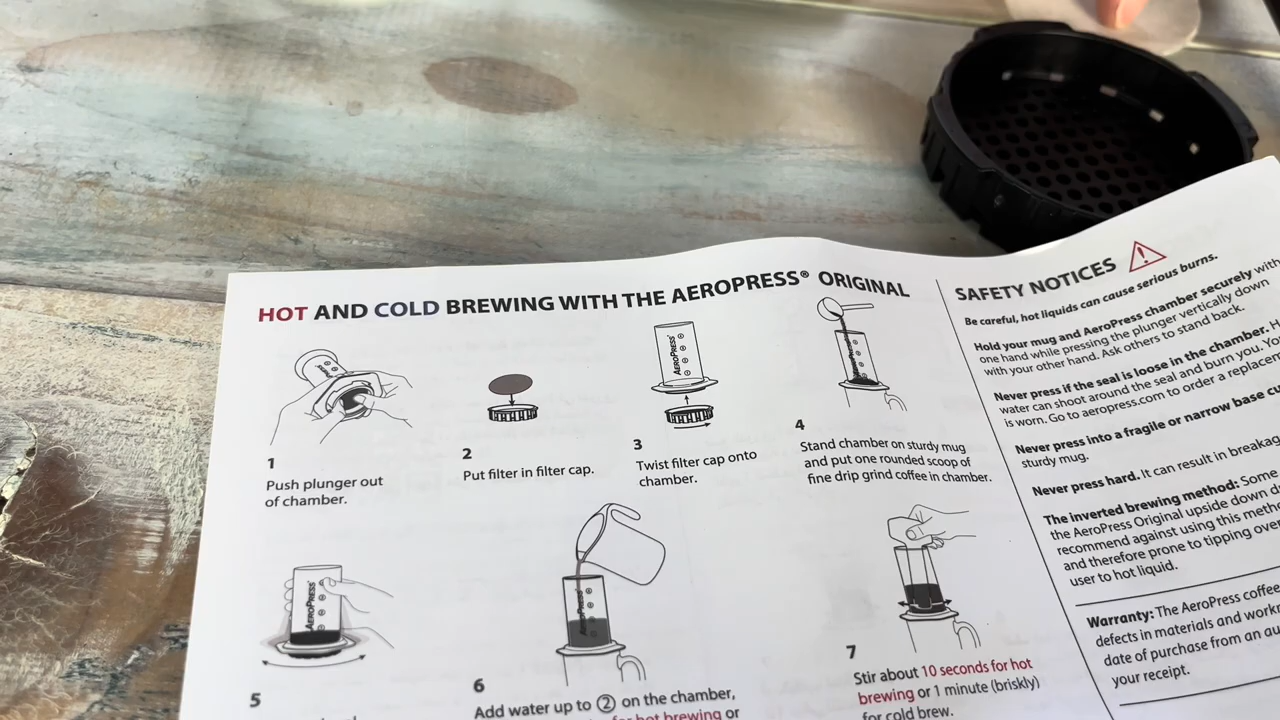 HOT AND COLD BREWING WITH THE AEROPRESS® ORIGINAL
1
Push plunger out
of chamber.
2
Put filter in filter cap.
AEROPRESS
3
Twist filter cap onto
chamber.
4
Stand chamber on sturdy mug
and put one rounded scoop of
fine drip grind coffee in chamber.
AEROPRESS
5
6
Add water up to ② on the chamber,
for hot brewing or
7
Stir about 10 seconds for hot
brewing or 1 minute (briskly)
for cold brew.
SAFETY NOTICES
Be careful, hot liquids can cause serious burns.
Hold your mug and AeroPress chamber securely with
one hand while pressing the plunger vertically down
with your other hand. Ask others to stand back.
Never press if the seal is loose in the chamber.
water can shoot around the seal and burn you.
is worn. Go to aeropress.com to order a
Never press into a fragile or narrow base
sturdy mug.
Never press hard. It can result in
The inverted brewing method: Some
the AeroPress Original upside down
recommend against using this
and therefore prone to tipping over
user to hot liquid.
Warranty: The AeroPress coffee
defects in materials and
date of purchase from an
your receipt.